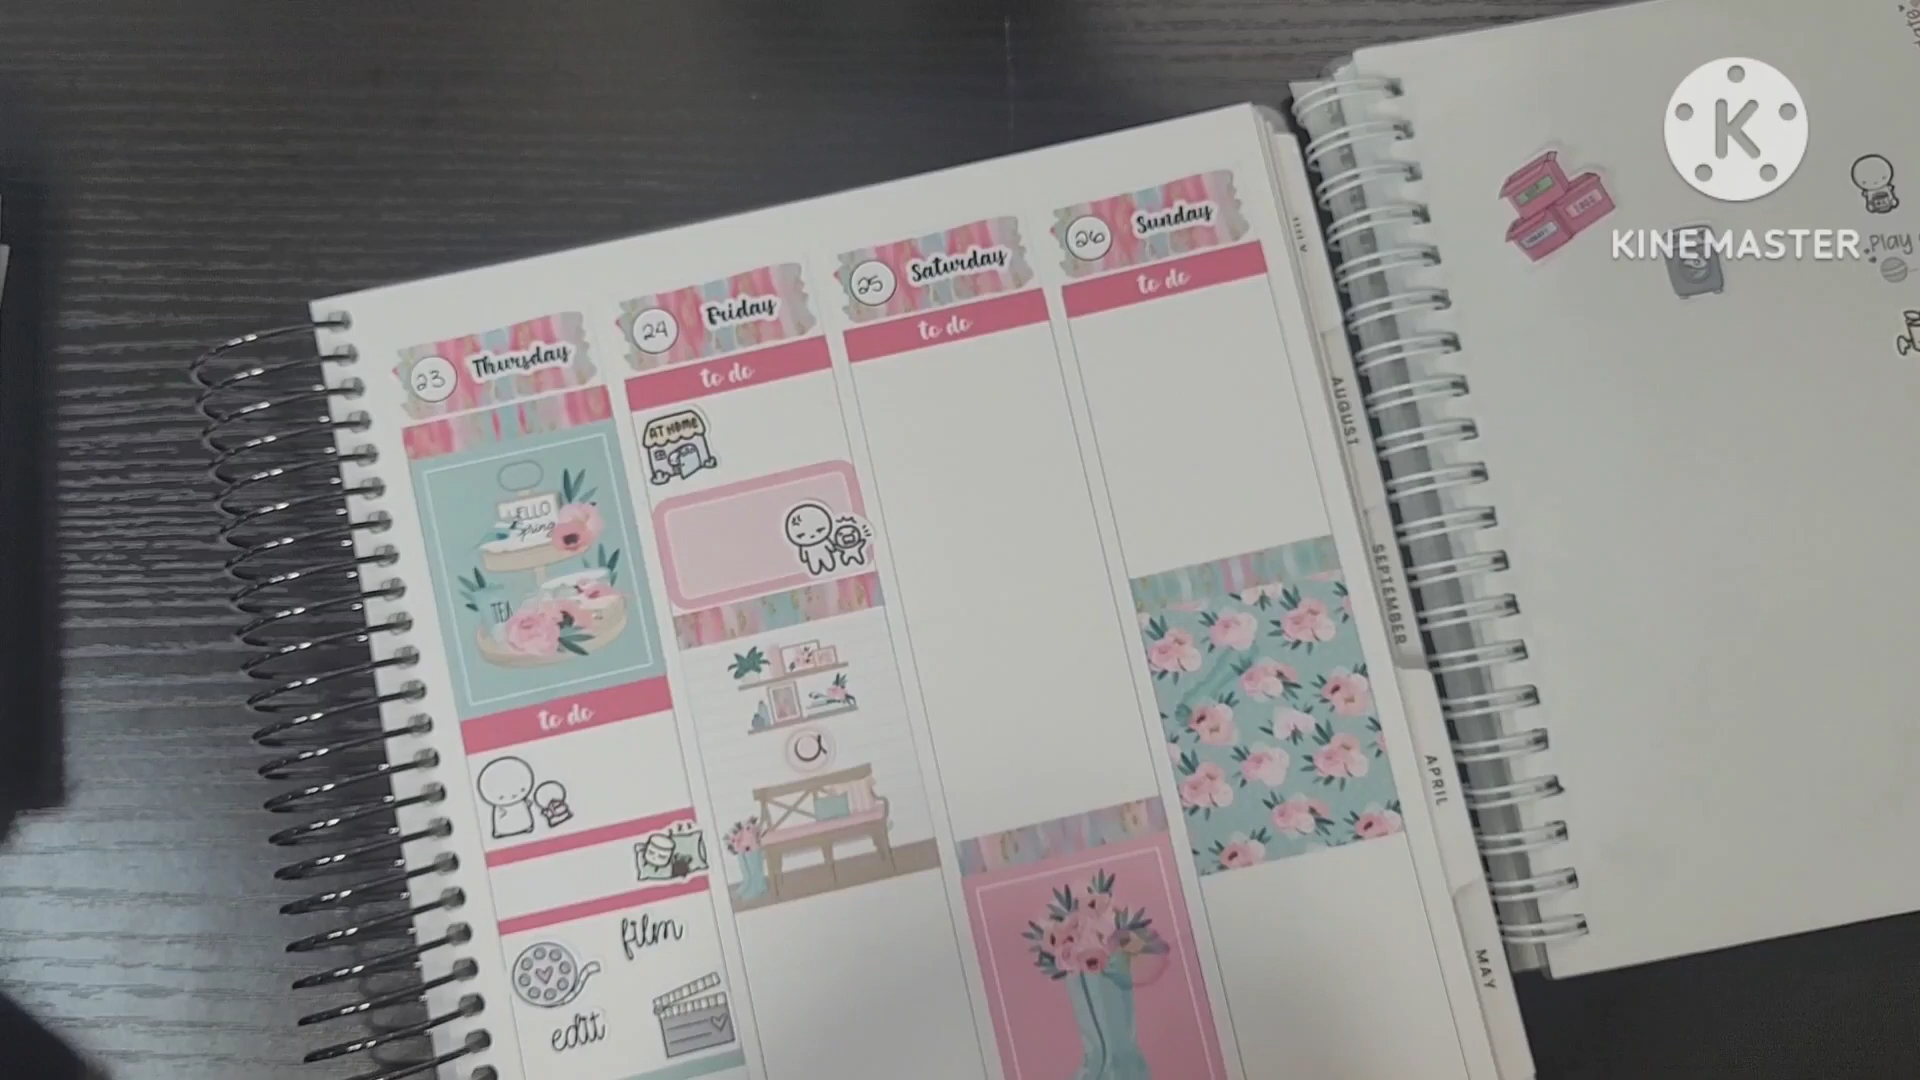 23 Thursday
24 Friday
25 Saturday
26 Sunday
to do
to do
to do
AT HOME
HELLO
Spring
TEA
to do
film
edit
AUGUST
SEPTEMBER
APRIL
MAY
K
KINEMASTER
Play